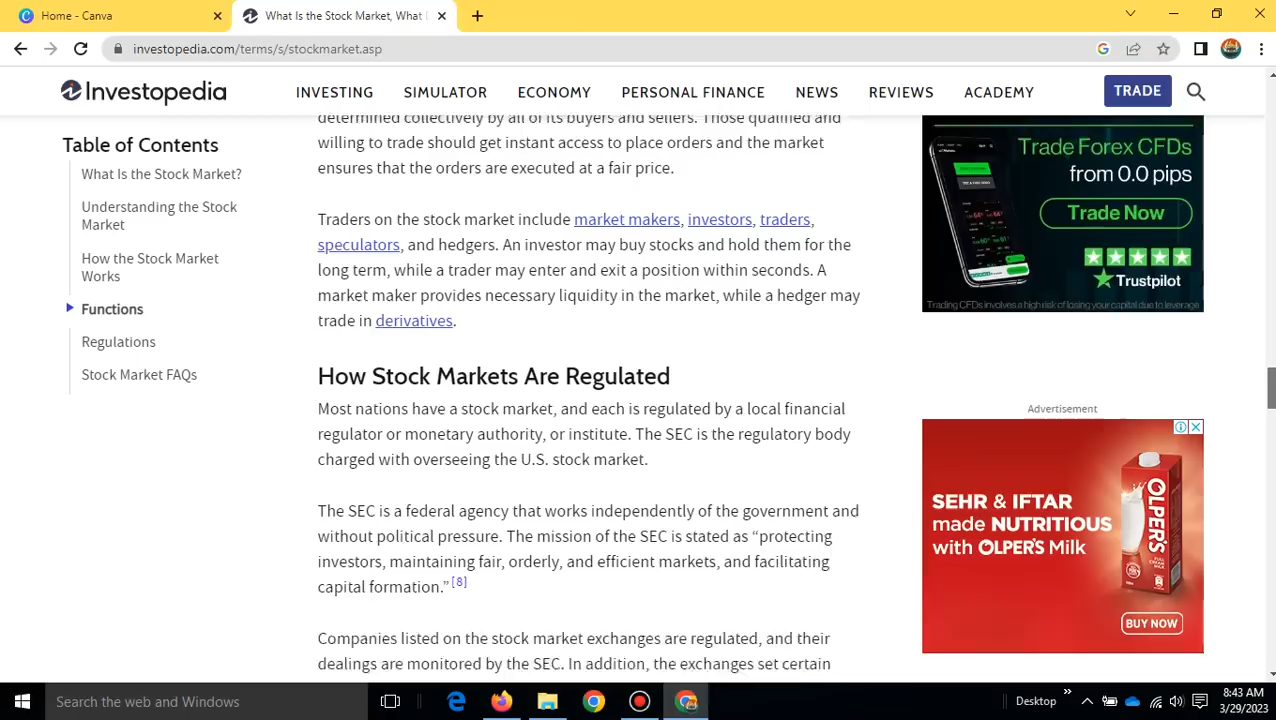 Home - Canva
What Is the Stock Market, What
investopedia.com/terms/s/stockmarket.asp
Investopedia
INVESTING SIMULATOR ECONOMY PERSONAL FINANCE NEWS REVIEWS ACADEMY
TRADE
Table of Contents
What Is the Stock Market?
Understanding the Stock
Market
How the Stock Market
Works
Functions
Regulations
Stock Market FAQs
determined collectively by all of its buyers and sellers. Those qualified and
willing to trade should get instant access to place orders and the market
ensures that the orders are executed at a fair price.
Traders on the stock market include market makers, investors, traders,
speculators, and hedgers. An investor may buy stocks and hold them for the
long term, while a trader may enter and exit a position within seconds. A
market maker provides necessary liquidity in the market, while a hedger may
trade in derivatives.
How Stock Markets Are Regulated
Most nations have a stock market, and each is regulated by a local financial
regulator or monetary authority, or institute. The SEC is the regulatory body
charged with overseeing the U.S. stock market.
The SEC is a federal agency that works independently of the government and
without political pressure. The mission of the SEC is stated as “protecting
investors, maintaining fair, orderly, and efficient markets, and facilitating
capital formation.” [8]
Companies listed on the stock market exchanges are regulated, and their
dealings are monitored by the SEC. In addition, the exchanges set certain
Trade Forex CFDs
from 0.0 pips
Trade Now
Trustpilot
Trading CFDs involves a high risk of losing your capital due to leverage
Advertisement
SEHR & IFTAR
made NUTRITIOUS
with OLPER'S Milk
OLPER'S
BUY NOW
Search the web and Windows
Desktop
8:43 AM
3/29/2023